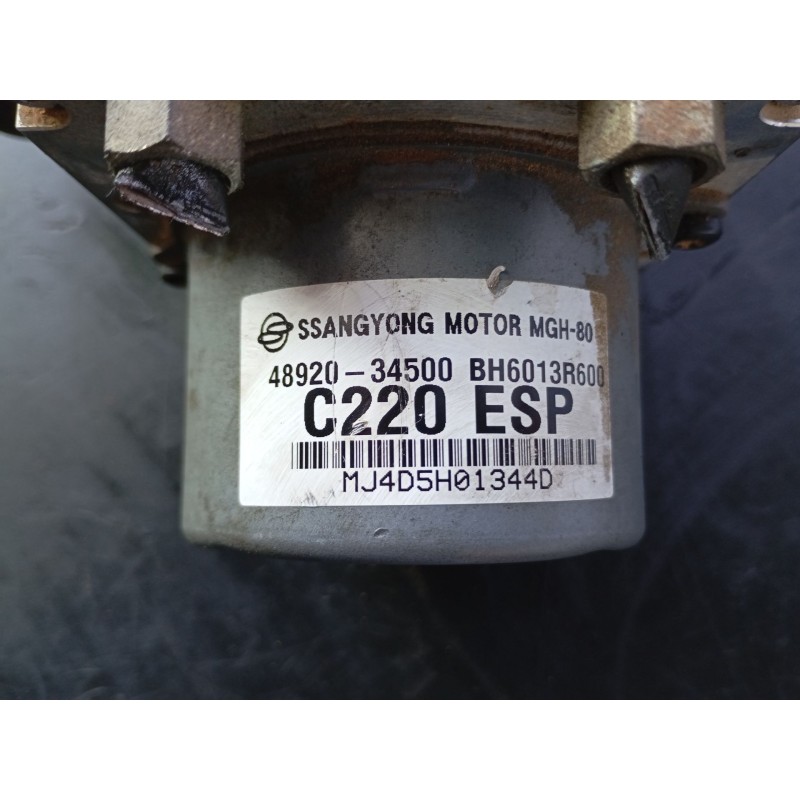 SSANGYONG MOTOR MGH-80
48920-34500 BH6013R600
C220 ESP
MJ4D5H01344D